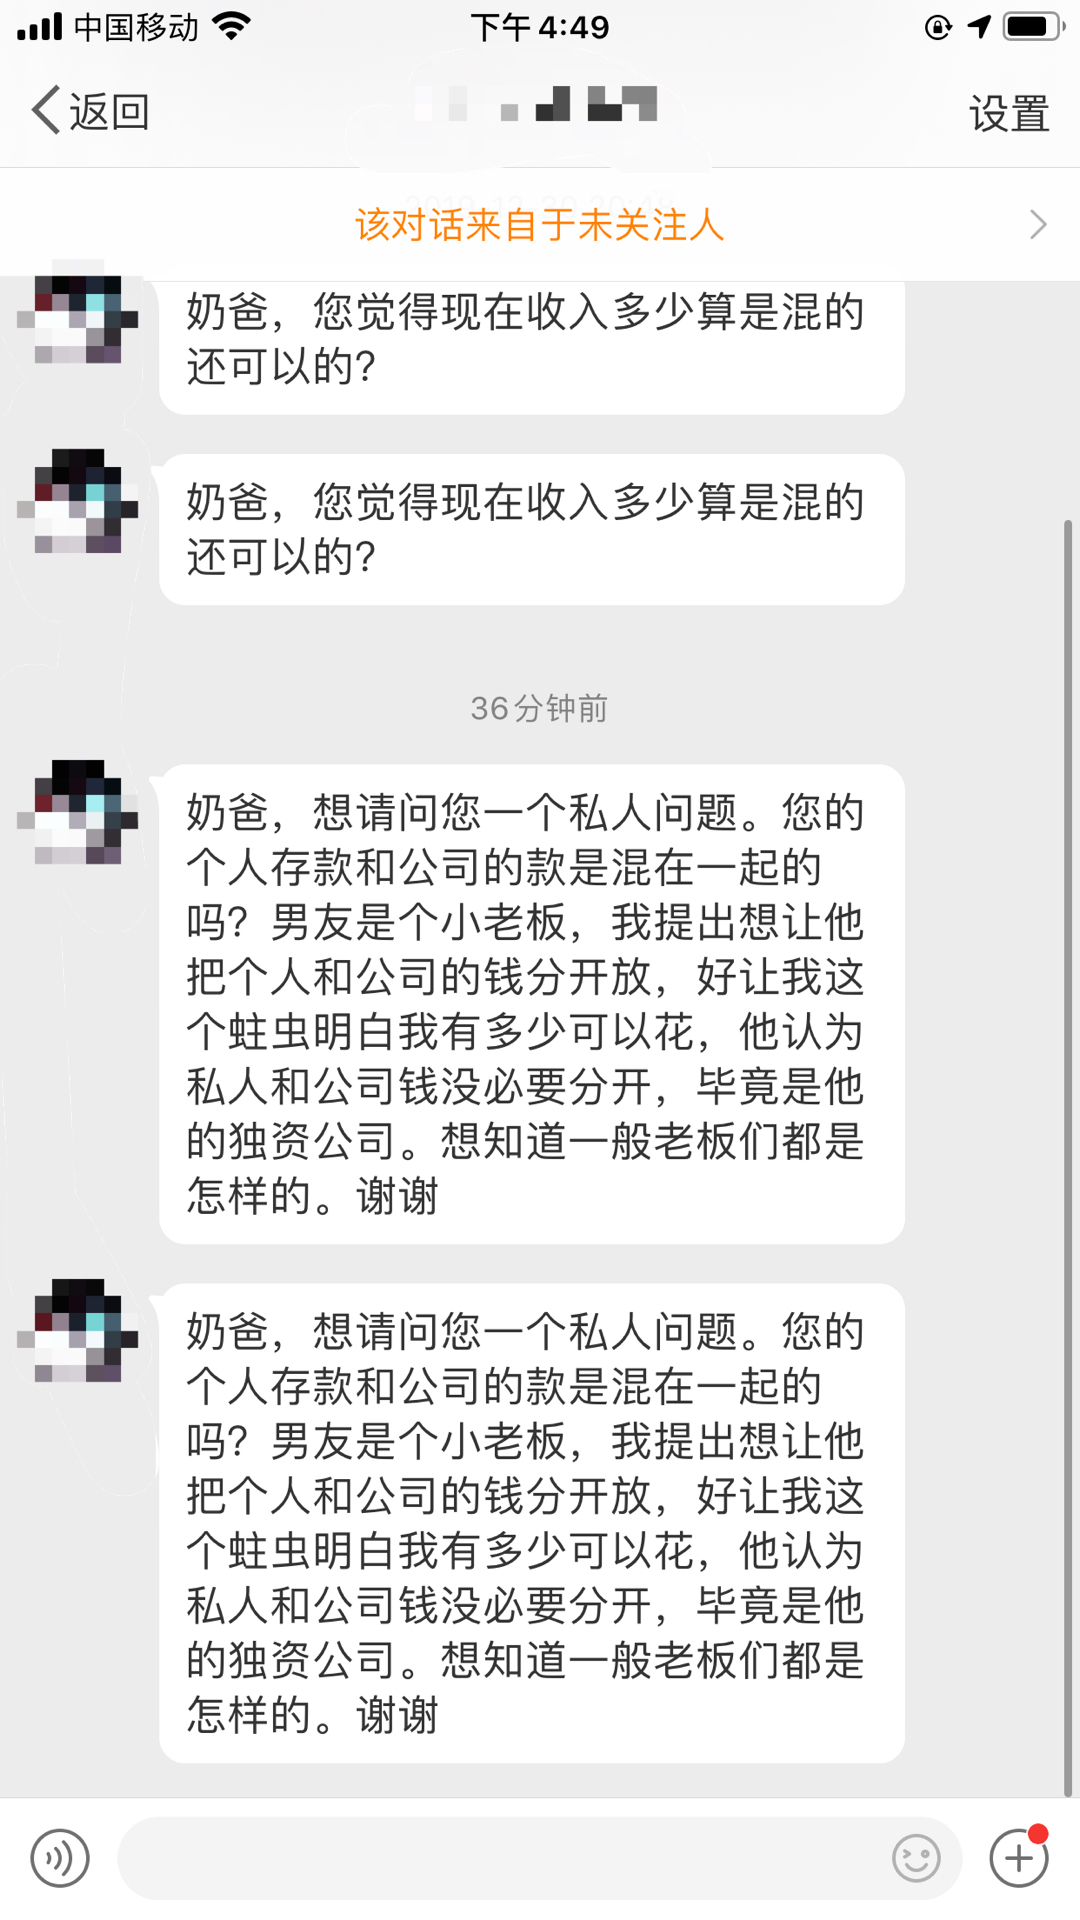 中国移动
下午4:49
返回
设置
该对话来自于未关注人
奶爸，您觉得现在收入多少算是混的
还可以的？
奶爸，您觉得现在收入多少算是混的
还可以的？
36分钟前
奶爸，想请问您一个私人问题。您的
个人存款和公司的款是混在一起的
吗？男友是个小老板，我提出想让他
把个人和公司的钱分开放，好让我这
个蛀虫明白我有多少可以花，他认为
私人和公司钱没必要分开，毕竟是他
的独资公司。想知道一般老板们都是
怎样的。谢谢
奶爸，想请问您一个私人问题。您的
个人存款和公司的款是混在一起的
吗？男友是个小老板，我提出想让他
把个人和公司的钱分开放，好让我这
个蛀虫明白我有多少可以花，他认为
私人和公司钱没必要分开，毕竟是他
的独资公司。想知道一般老板们都是
怎样的。谢谢